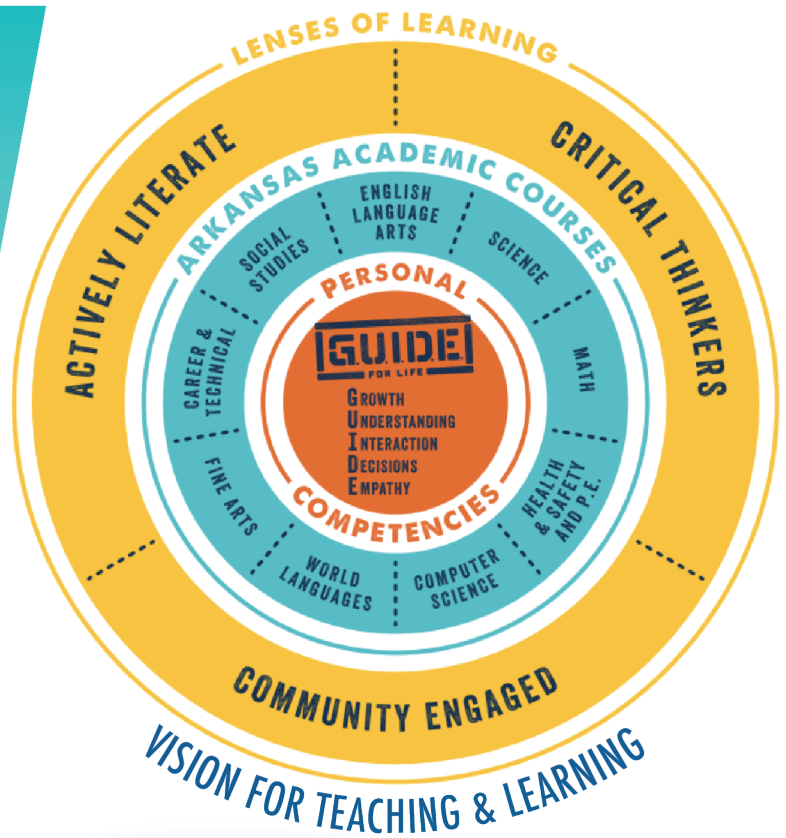 LENSES OF LEARNING
ACTIVELY LITERATE
CRITICAL THINKERS
COMMUNITY ENGAGED
ARKANSAS ACADEMIC COURSES
ENGLISH
LANGUAGE
ARTS
SCIENCE
MATH
HEALTH
& SAFETY
AND P.E.
COMPUTER
SCIENCE
WORLD
LANGUAGES
FINE ARTS
CAREER &
TECHNICAL
SOCIAL
STUDIES
PERSONAL
G.U.I.D.E
FOR LIFE
GROWTH
UNDERSTANDING
INTERACTION
DECISIONS
EMPATHY
COMPETENCIES
VISION FOR TEACHING & LEARNING